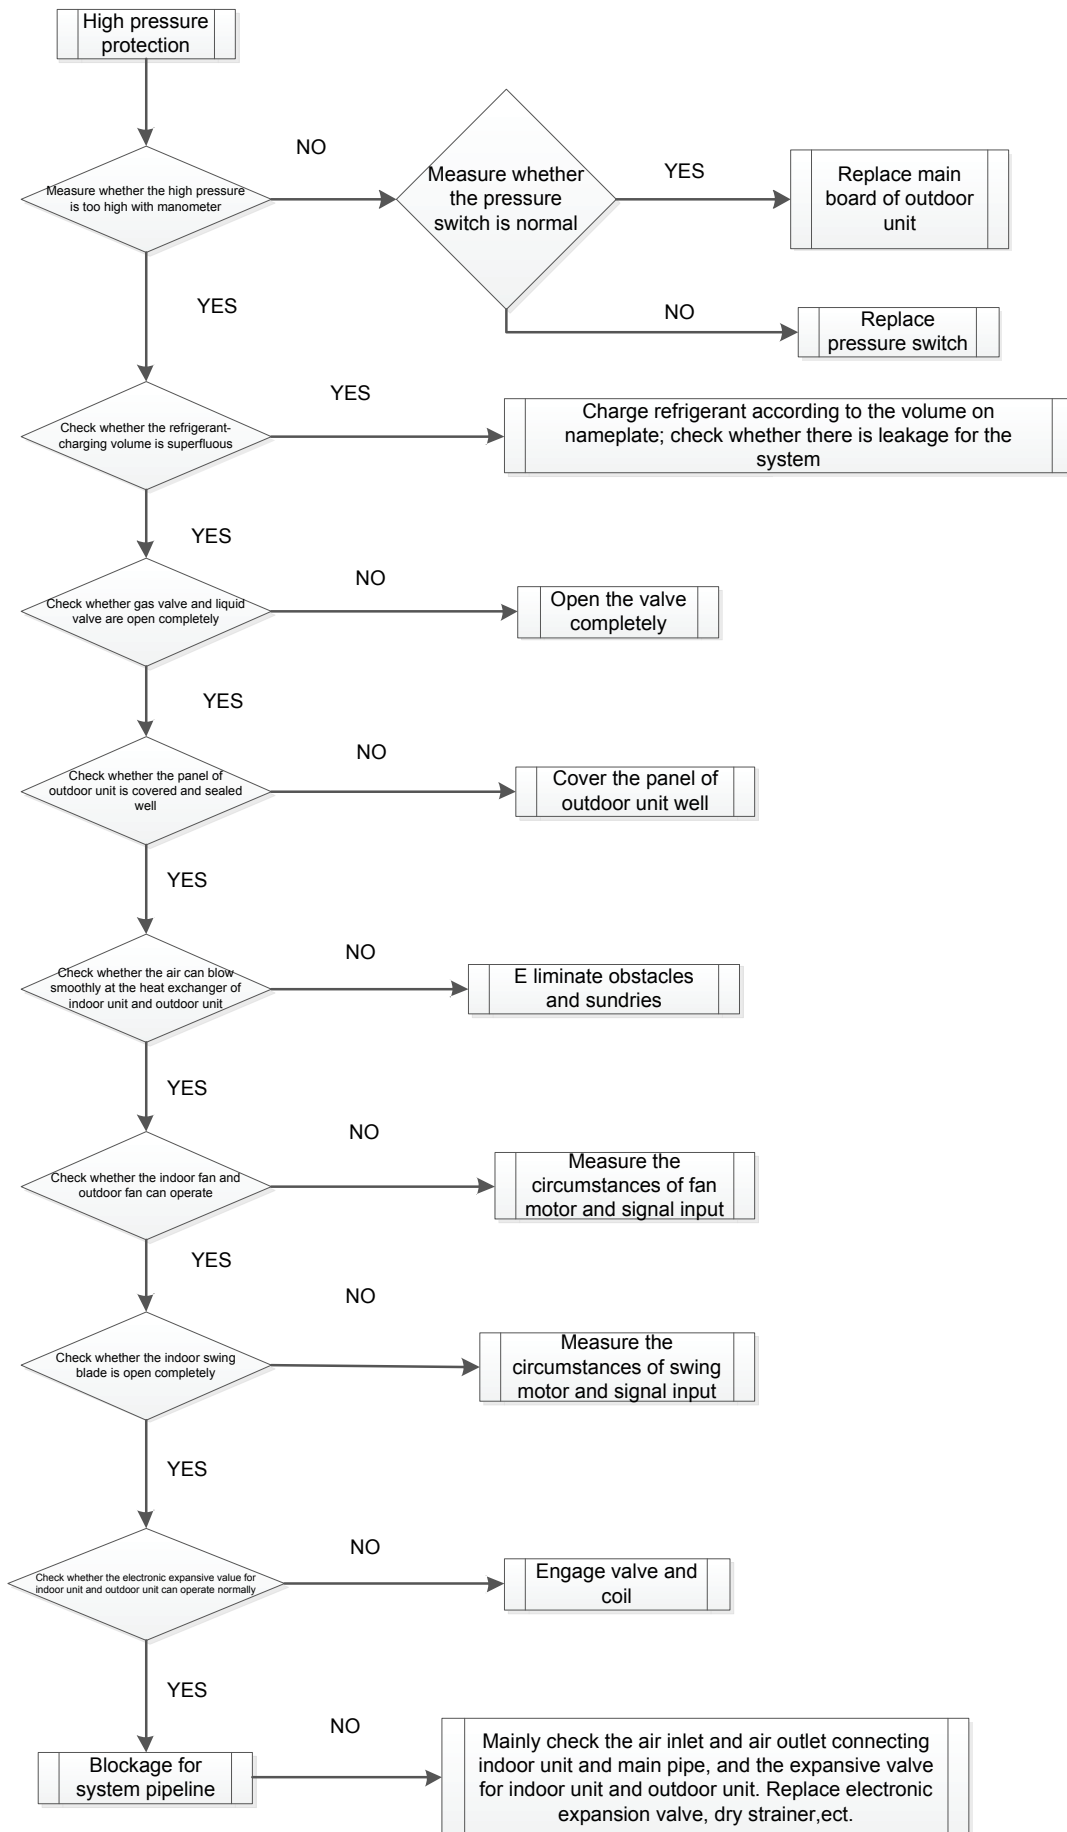 High pressure
protection
NO
Measure whether the high pressure
is too high with manometer
Measure whether
the pressure
switch is normal
YES
Replace main
board of outdoor
unit
YES
NO
Replace
pressure switch
Check whether the refrigerant-
charging volume is superfluous
YES
Charge refrigerant according to the volume on
nameplate; check whether there is leakage for the
system
YES
Check whether gas valve and liquid
valve are open completely
NO
Open the valve
completely
YES
Check whether the panel of
outdoor unit is covered and sealed
well
NO
Cover the panel of
outdoor unit well
YES
Check whether the air can blow
smoothly at the heat exchanger of
indoor unit and outdoor unit
NO
E liminate obstacles
and sundries
YES
Check whether the indoor fan and
outdoor fan can operate
NO
Measure the
circumstances of fan
motor and signal input
YES
Check whether the indoor swing
blade is open completely
NO
Measure the
circumstances of swing
motor and signal input
YES
Check whether the electronic expansive value for
indoor unit and outdoor unit can operate normally
NO
Engage valve and
coil
YES
Blockage for
system pipeline
NO
Mainly check the air inlet and air outlet connecting
indoor unit and main pipe, and the expansive valve
for indoor unit and outdoor unit. Replace electronic
expansion valve, dry strainer,ect.